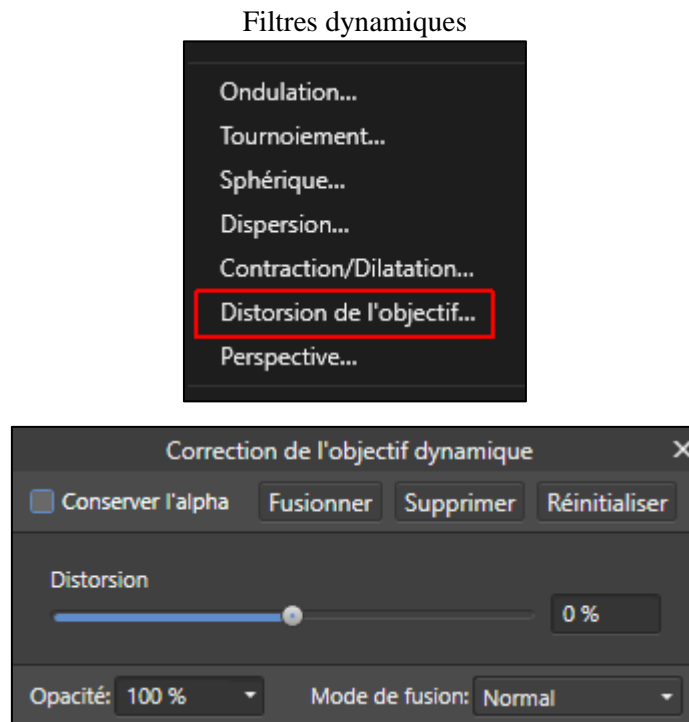 Filtres dynamiques
Ondulation...
Tournoiement...
Sphérique...
Dispersion...
Contraction/Dilatation...
Distorsion de l'objectif...
Perspective...
Correction de l'objectif dynamique
Conserver l'alpha Fusionner Supprimer Réinitialiser
Distorsion
0 %
Opacité: 100 % Mode de fusion: Normal